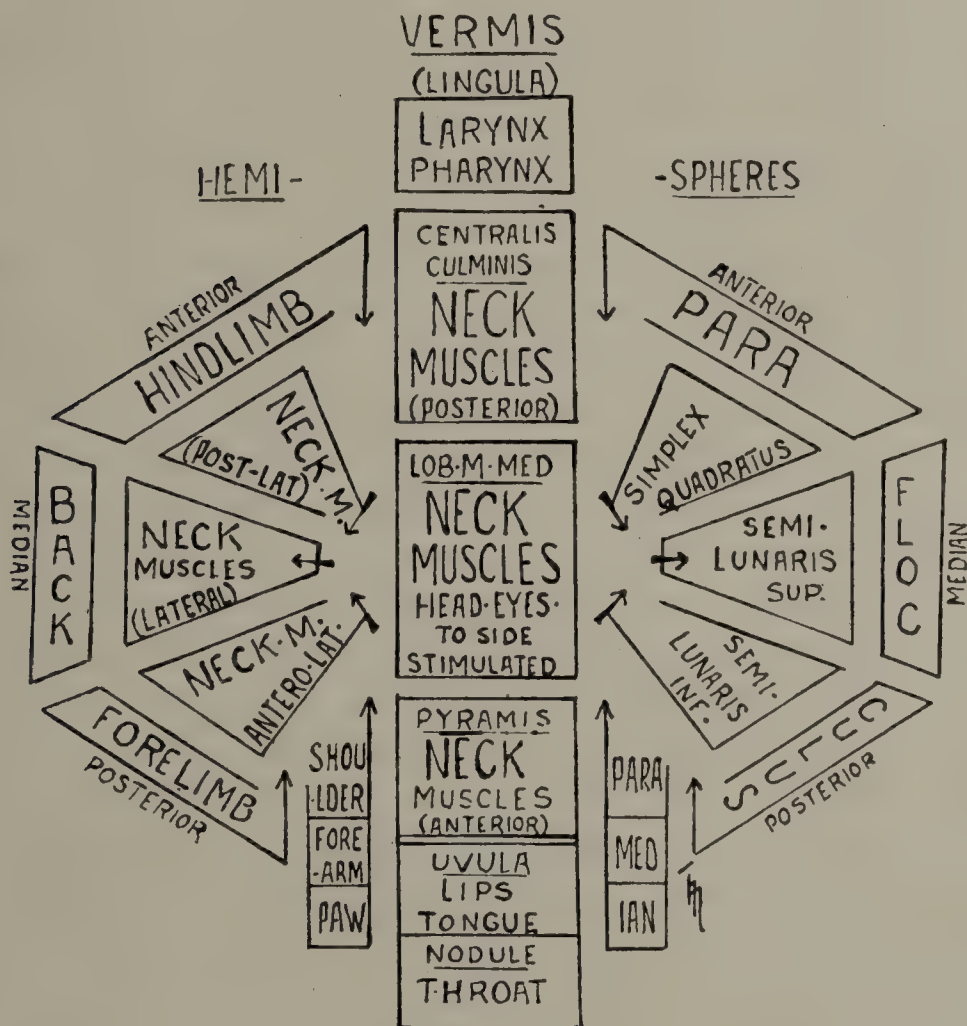 VERMIS
(LINGULA)
LARYNX
PHARYNX
HEMI -
-SPHERES
CENTRALIS
CULMINIS
NECK
MUSCLES
(POSTERIOR)
ANTERIOR
HINDLIMB
ANTERIOR
PARA
NECK.M.
(POST-LAT)
SIMPLEX
QUADRATUS
LOB.M.MED
NECK
MUSCLES
HEAD.EYES.
TO SIDE
STIMULATED
MEDIAN
BACK
NECK
MUSCLES
(LATERAL)
SEMI.
LUNARIS
SUP.
FLOC
MEDIAN
NECK.M.
ANTERO-LAT.
SEMI-
LUNARIS
INF.
FORELIMB
POSTERIOR
CULUS
POSTERIOR
PYRAMIS
NECK
MUSCLES
(ANTERIOR)
SHOU
-LDER
FORE
-ARM
PAW
PARA
MED
IAN
UVULA
LIPS
TONGUE
NODULE
THROAT